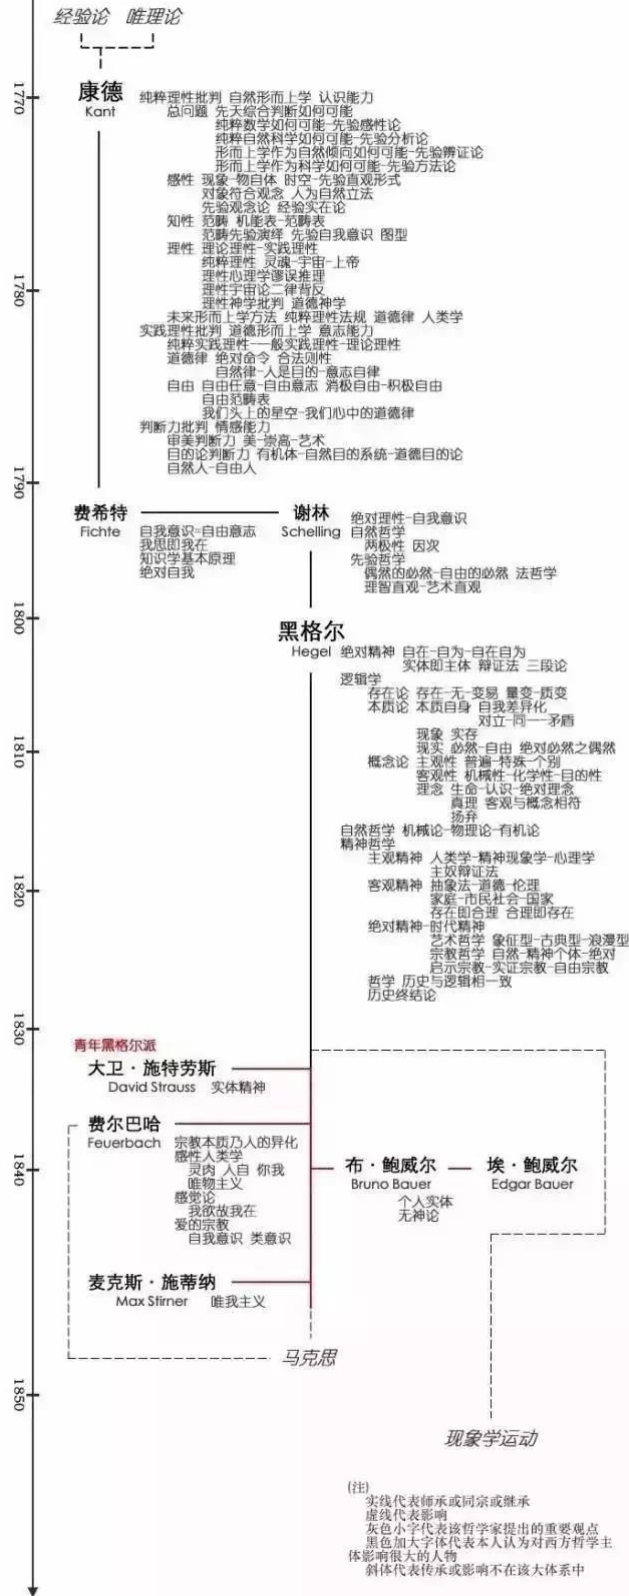 经验论 唯理论
1770
康德
Kant
纯粹理性批判 自然形而上学 认识能力
总问题 先天综合判断如何可能
纯粹数学如何可能-先验感性论
纯粹自然科学如何可能-先验分析论
形而上学作为自然倾向如何可能-先验辨证论
形而上学作为科学如何可能-先验方法论
感性 现象-物自体 时空-先验直观形式
对象符合观念 人为自然立法
先验观念论 经验实在论
知性 范畴 机能表-范畴表
范畴先验演绎 先验自我意识 图型
理性 理论理性-实践理性
纯粹理性 灵魂-宇宙-上帝
理性心理学谬误推理
1780
理性宇宙论二律背反
理性神学批判 道德神学
未来形而上学方法 纯粹理性法规 道德律 人类学
实践理性批判 道德形而上学 意志能力
纯粹实践理性-一般实践理性-理论理性
道德律 绝对命令 合法则性
自然律-人是目的-意志自律
自由 自由任意-自由意志 消极自由-积极自由
自由范畴表
我们头上的星空-我们心中的道德律
判断力批判 情感能力
审美判断力 美-崇高-艺术
目的论判断力 有机体-自然目的系统-道德目的论
自然人-自由人
1790
费希特
Fichte
自我意识=自由意志
我思即我在
知识学基本原理
绝对自我
谢林
Schelling
绝对理性-自我意识
自然哲学
两极性 因次
先验哲学
偶然的必然-自由的必然 法哲学
理智直观-艺术直观
1800
黑格尔
Hegel
绝对精神 自在-自为-自在自为
实体即主体 辩证法 三段论
逻辑学
存在论 存在-无-变易 量变-质变
本质论 本质自身 自我差异化
对立-同一-矛盾
现象 实存
1810
现实 必然-自由 绝对必然之偶然
概念论 主观性 普遍-特殊-个别
客观性 机械性-化学性-目的性
理念 生命-认识-绝对理念
真理 客观与概念相符
扬弃
自然哲学 机械论-物理论-有机论
精神哲学
主观精神 人类学-精神现象学-心理学
主奴辩证法
客观精神 抽象法-道德-伦理
1820
家庭-市民社会-国家
存在即合理 合理即存在
绝对精神-时代精神
艺术哲学 象征型-古典型-浪漫型
宗教哲学 自然-精神个体-绝对
启示宗教-实证宗教-自由宗教
哲学 历史与逻辑相一致
历史终结论
1830
青年黑格尔派
大卫·施特劳斯
David Strauss 实体精神
费尔巴哈
Feuerbach
宗教本质乃人的异化
感性人类学
灵肉 人自 你我
唯物主义
感觉论
我欲故我在
爱的宗教
自我意识 类意识
1840
布·鲍威尔
Bruno Bauer
个人实体
无神论
埃·鲍威尔
Edgar Bauer
麦克斯·施蒂纳
Max Stirner 唯我主义
马克思
1850
现象学运动
(注)
实线代表师承或同宗或继承
虚线代表影响
灰色小字代表该哲学家提出的重要观点
黑色加大字体代表本人认为对西方哲学主
体影响很大的人物
斜体代表传承或影响不在该大体系中